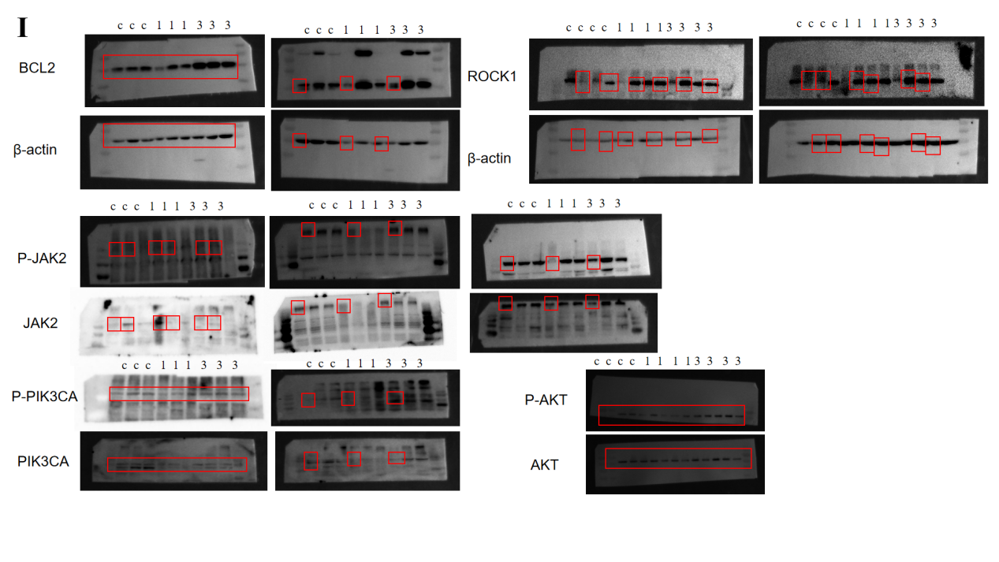 I
c c c 1 1 1 3 3 3
c c c 1 1 1 3 3 3
c c c c 1 1 1 1 3 3 3 3
c c c c 1 1 1 1 3 3 3 3
BCL2
ROCK1
β-actin
β-actin
c c c 1 1 1 3 3 3
c c c 1 1 1 3 3 3
c c c 1 1 1 3 3 3
P-JAK2
JAK2
c c c 1 1 1 3 3 3
c c c 1 1 1 3 3 3
c c c c 1 1 1 1 3 3 3 3
P-PIK3CA
P-AKT
PIK3CA
AKT